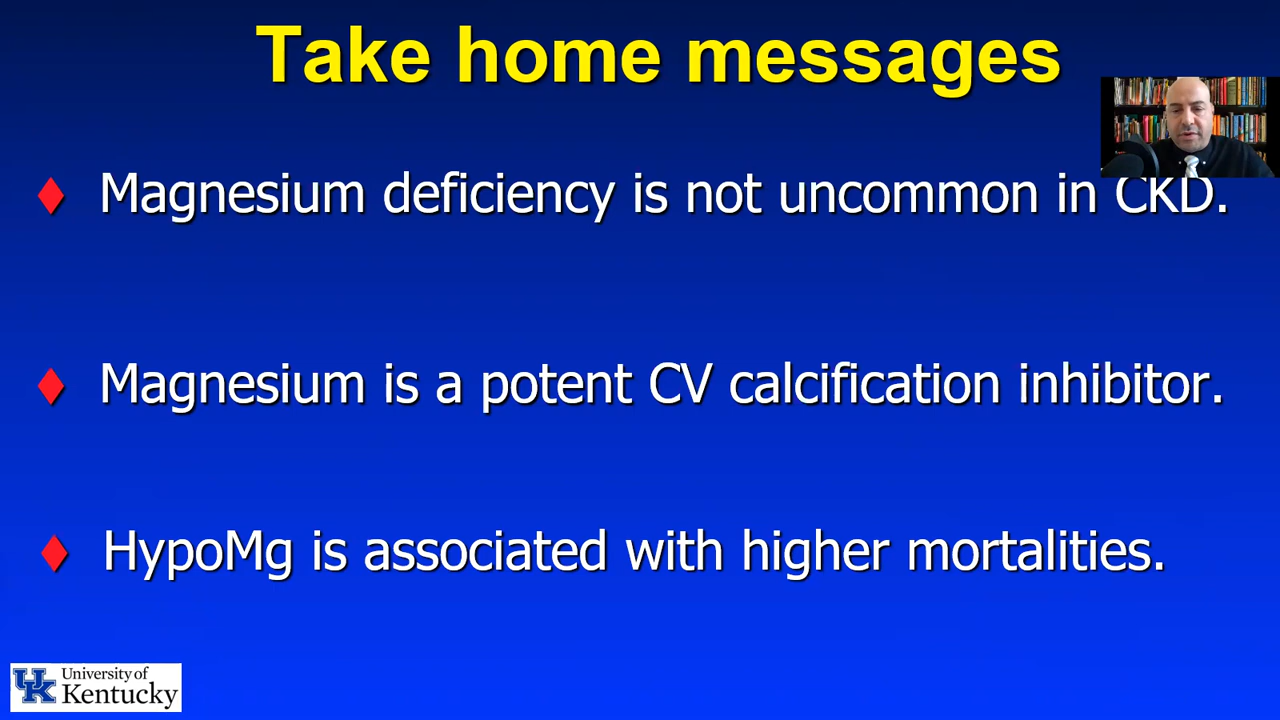 Take home messages
Magnesium deficiency is not uncommon in CKD.
Magnesium is a potent CV calcification inhibitor.
HypoMg is associated with higher mortalities.
UK University of
Kentucky